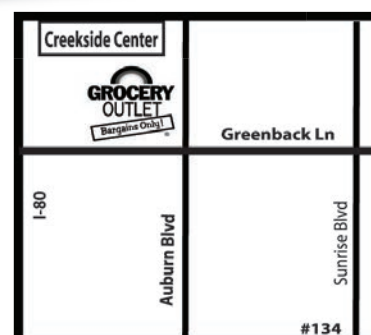 Creekside Center
GROCERY
OUTLET
Bargains Only!
®
Greenback Ln
I-80
Auburn Blvd
Sunrise Blvd
#134